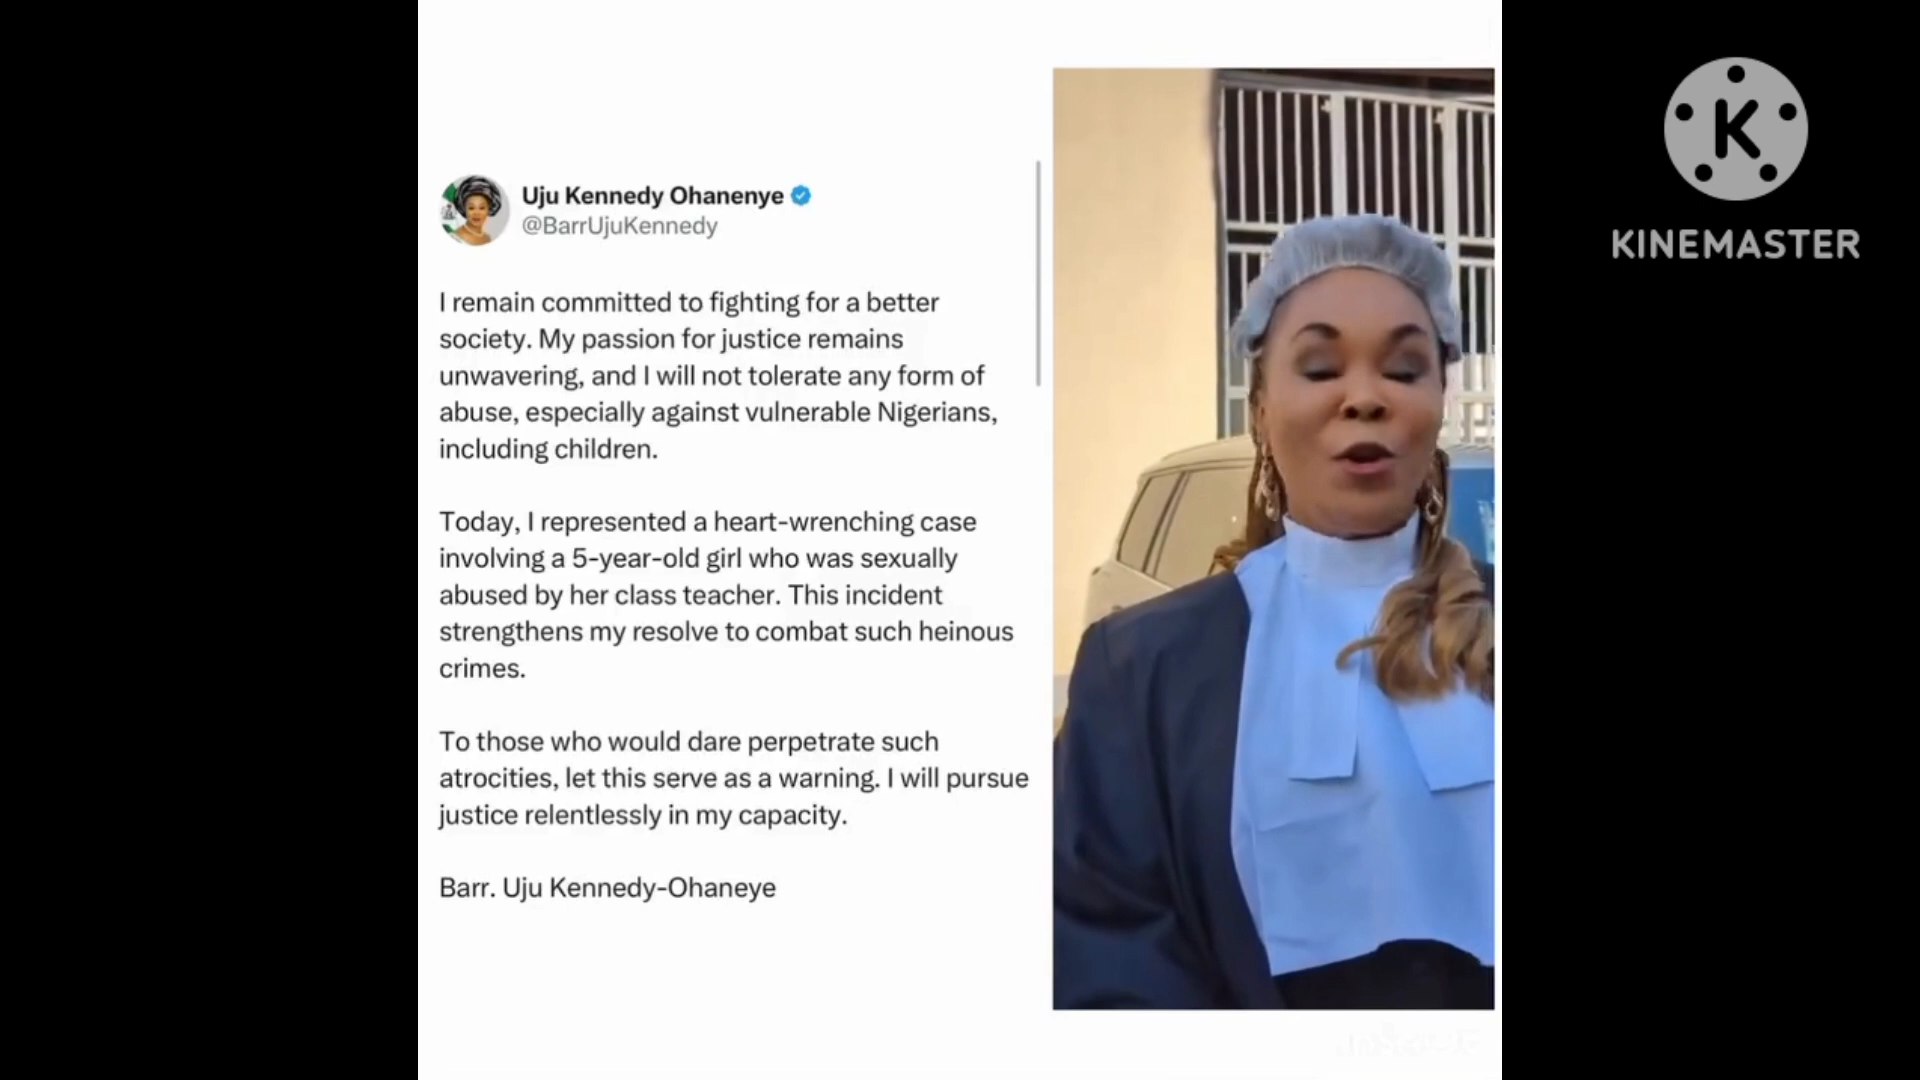 Uju Kennedy Ohanenye
@BarrUjuKennedy
I remain committed to fighting for a better
society. My passion for justice remains
unwavering, and I will not tolerate any form of
abuse, especially against vulnerable Nigerians,
including children.
Today, I represented a heart-wrenching case
involving a 5-year-old girl who was sexually
abused by her class teacher. This incident
strengthens my resolve to combat such heinous
crimes.
To those who would dare perpetrate such
atrocities, let this serve as a warning. I will pursue
justice relentlessly in my capacity.
Barr. Uju Kennedy-Ohaneye
K
KINEMASTER